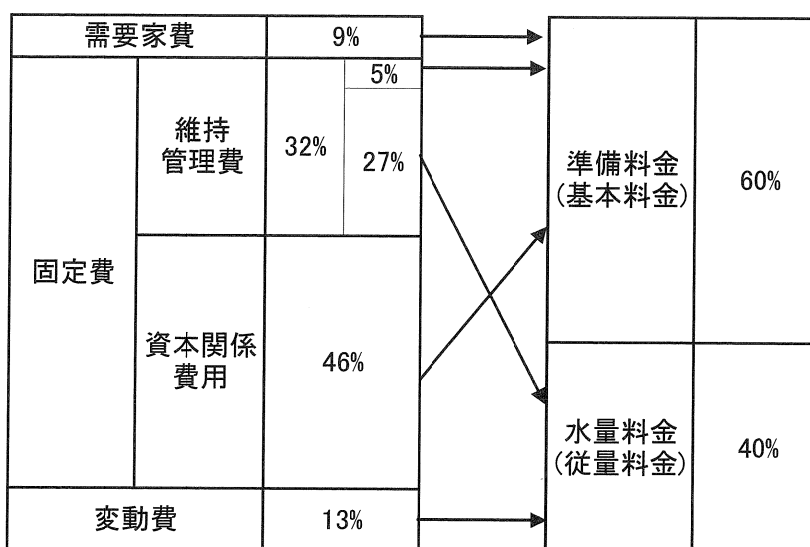 需要家費
9%
固定費
維持
管理費
32%
5%
27%
資本関係
費用
46%
変動費
13%
準備料金
(基本料金)
60%
水量料金
(従量料金)
40%